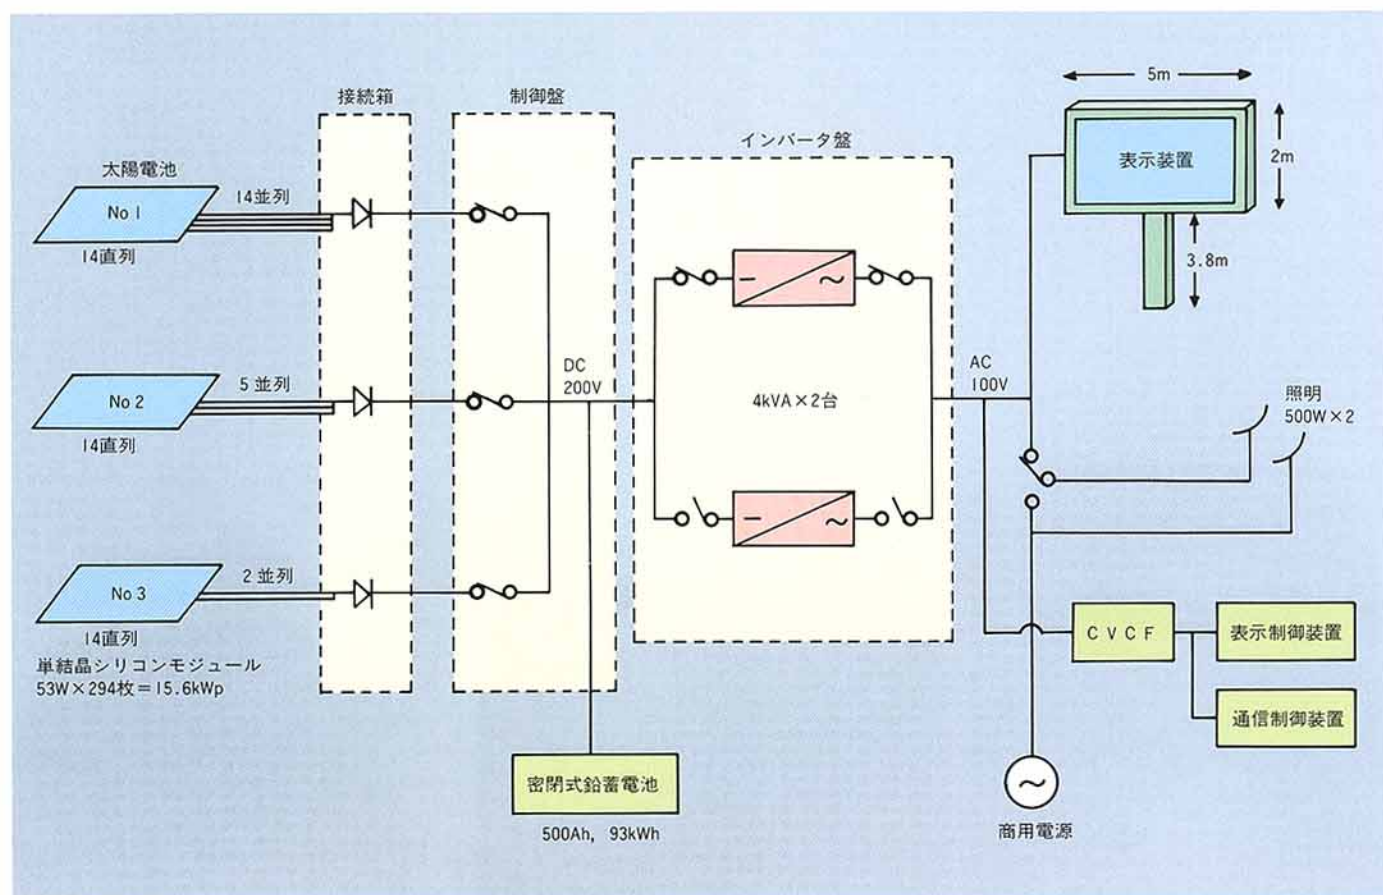 接続箱
制御盤
インバータ盤
太陽電池
No 1
14並列
14直列
No 2
5 並列
14直列
No 3
2 並列
14直列
単結晶シリコンモジュール
53W×294枚=15.6kWp
DC
200V
4kVA×2台
AC
100V
5m
表示装置
2m
3.8m
照明
500W×2
CVCF
表示制御装置
通信制御装置
密閉式鉛蓄電池
500Ah, 93kWh
商用電源